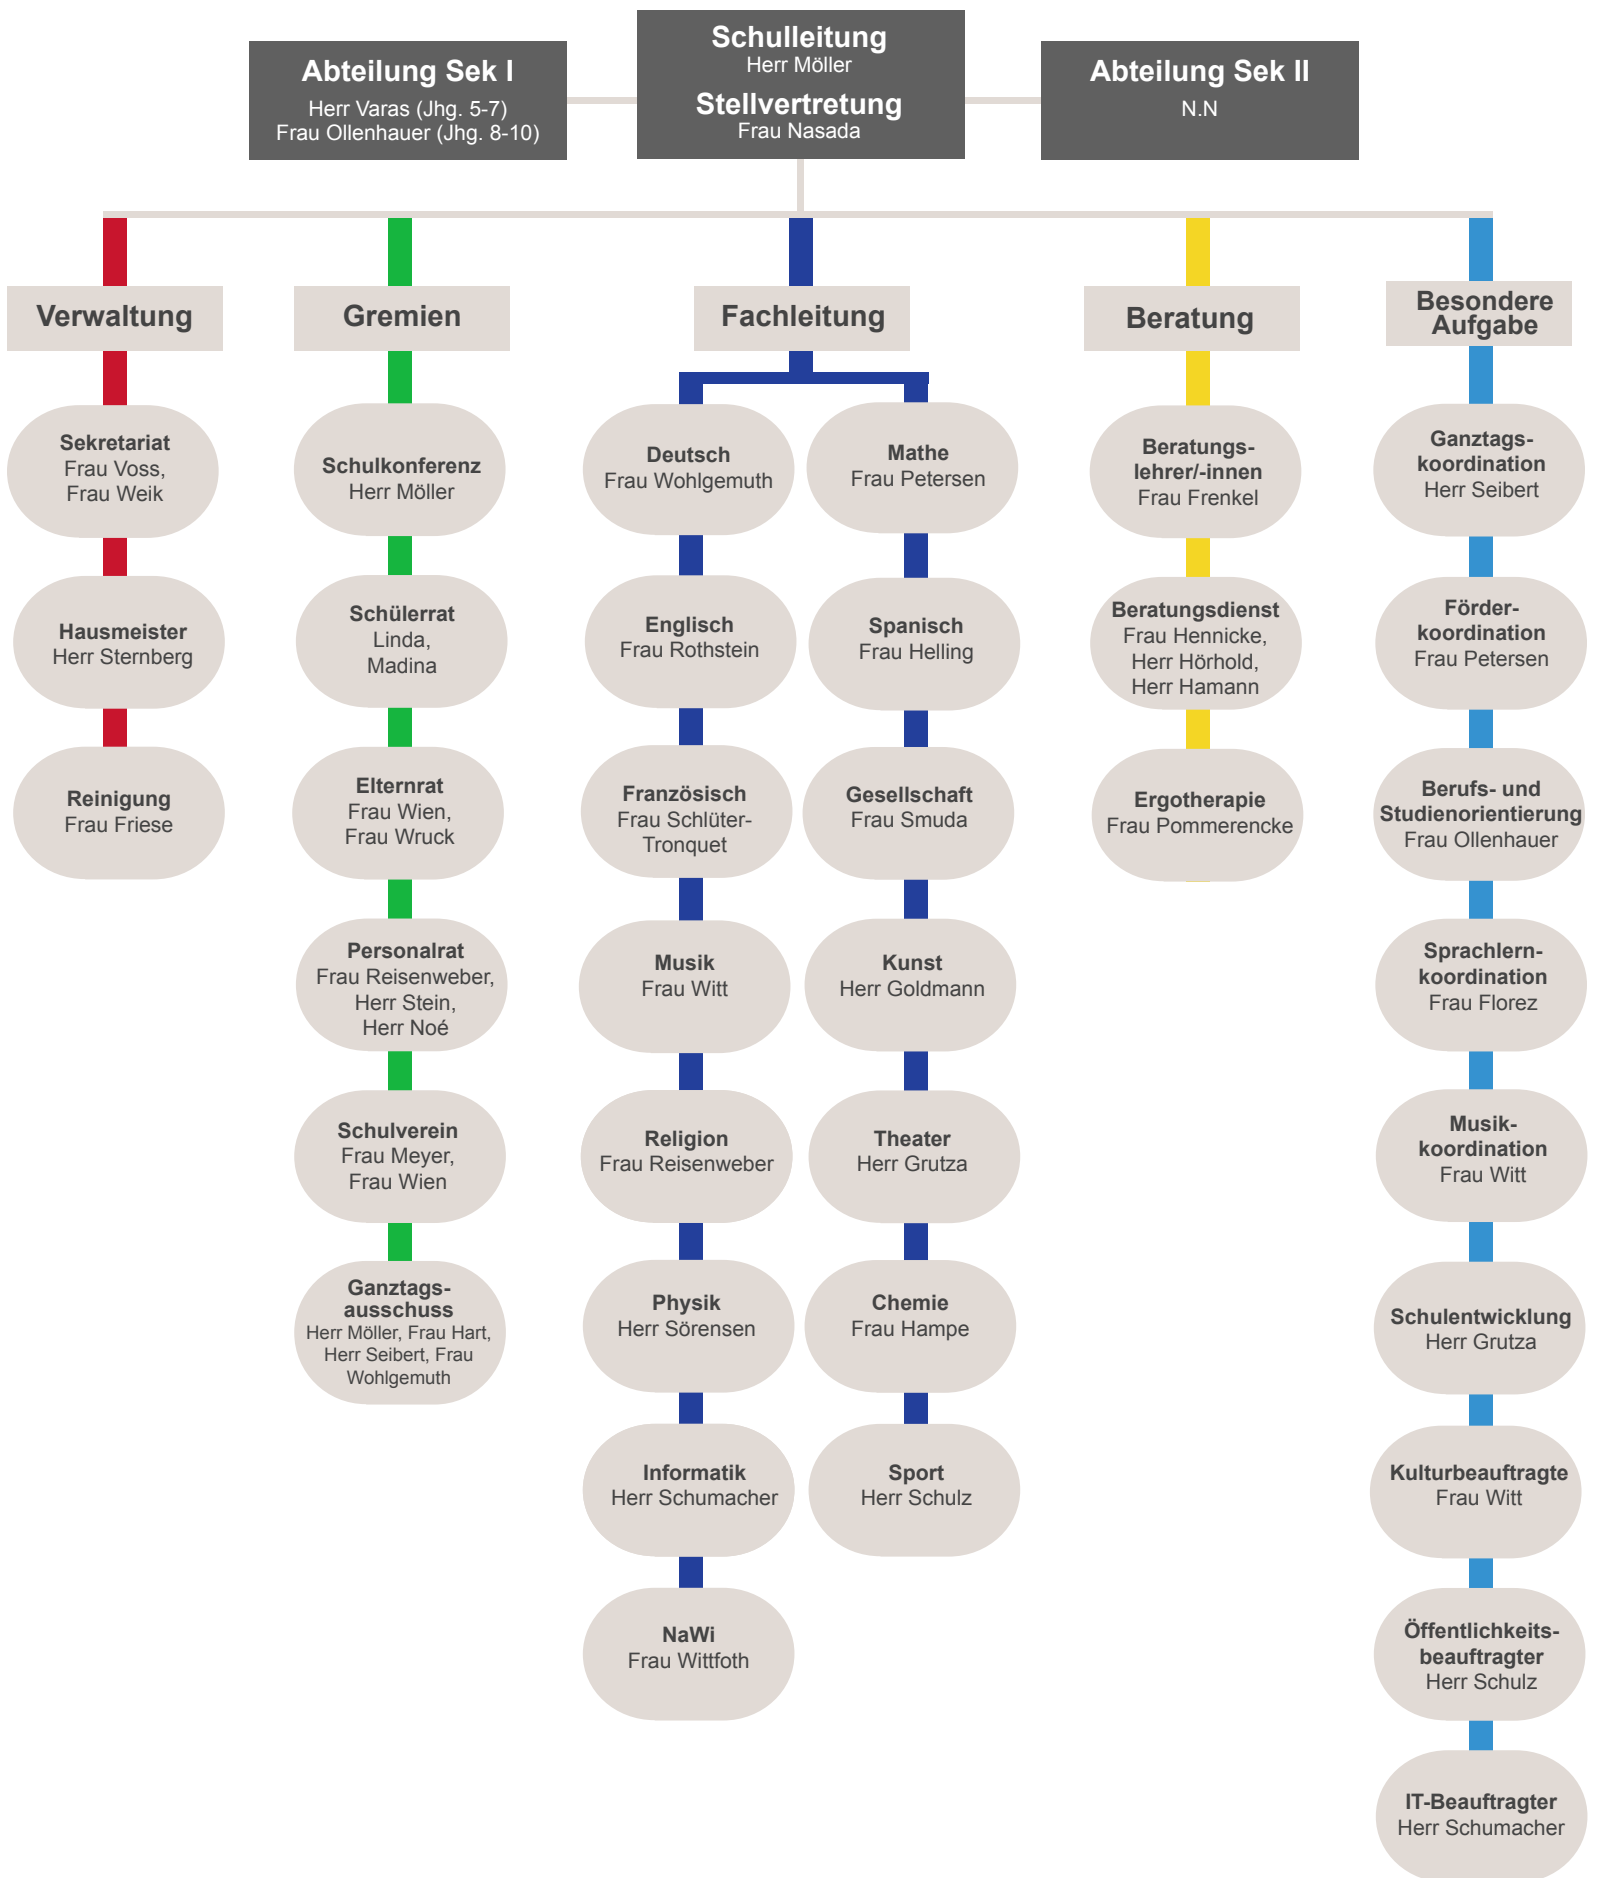 Abteilung Sek I
Herr Varas (Jhg. 5-7)
Frau Ollenhauer (Jhg. 8-10)
Schulleitung
Herr Möller
Stellvertretung
Frau Nasada
Abteilung Sek II
N.N
Verwaltung
Sekretariat
Frau Voss,
Frau Weik
Hausmeister
Herr Sternberg
Reinigung
Frau Friese
Gremien
Schulkonferenz
Herr Möller
Schülerrat
Linda,
Madina
Elternrat
Frau Wien,
Frau Wruck
Personalrat
Frau Reisenweber,
Herr Stein,
Herr Noé
Schulverein
Frau Meyer,
Frau Wien
Ganztags-
ausschuss
Herr Möller, Frau Hart,
Herr Seibert, Frau
Wohlgemuth
Fachleitung
Deutsch
Frau Wohlgemuth
Englisch
Frau Rothstein
Französisch
Frau Schlüter-
Tronquet
Musik
Frau Witt
Religion
Frau Reisenweber
Physik
Herr Sörensen
Informatik
Herr Schumacher
NaWi
Frau Wittfoth
Mathe
Frau Petersen
Spanisch
Frau Helling
Gesellschaft
Frau Smuda
Kunst
Herr Goldmann
Theater
Herr Grutza
Chemie
Frau Hampe
Sport
Herr Schulz
Beratung
Beratungs-
lehrer/-innen
Frau Frenkel
Beratungsdienst
Frau Hennicke,
Herr Hörhold,
Herr Hamann
Ergotherapie
Frau Pommerencke
Besondere
Aufgabe
Ganztags-
koordination
Herr Seibert
Förder-
koordination
Frau Petersen
Berufs- und
Studienorientierung
Frau Ollenhauer
Sprachlern-
koordination
Frau Florez
Musik-
koordination
Frau Witt
Schulentwicklung
Herr Grutza
Kulturbeauftragte
Frau Witt
Öffentlichkeits-
beauftragter
Herr Schulz
IT-Beauftragter
Herr Schumacher